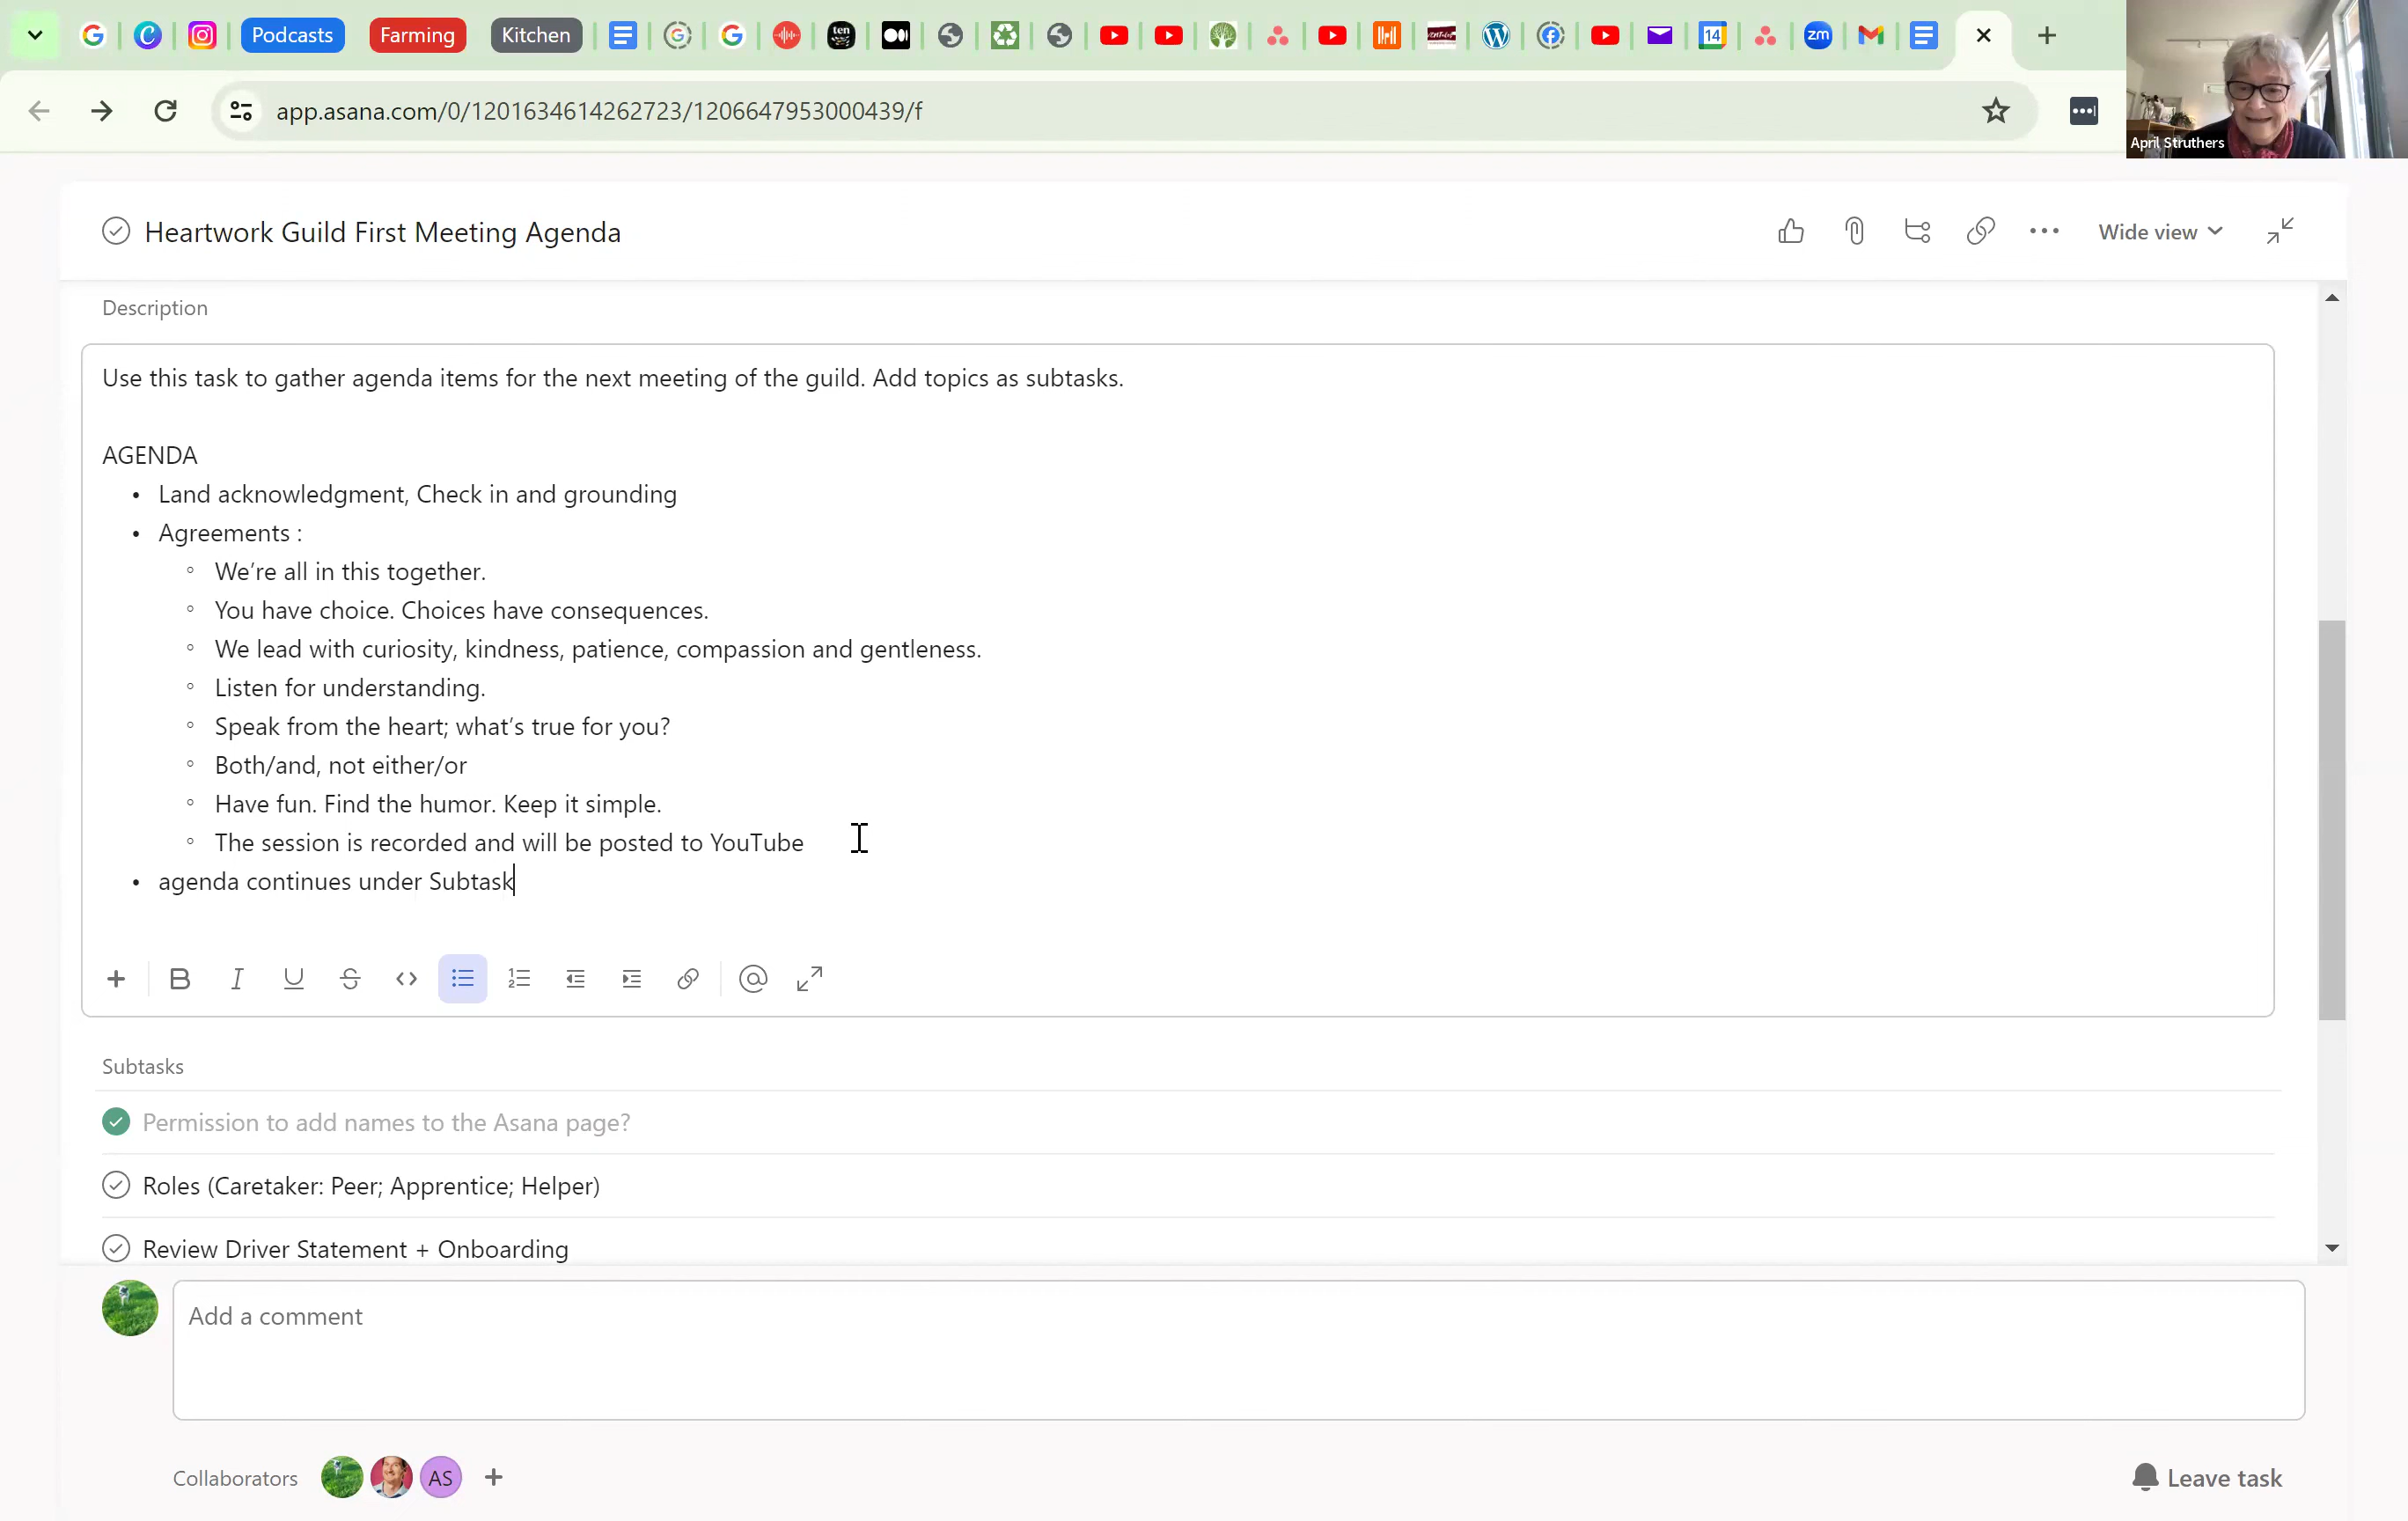 Podcasts
Farming
Kitchen
ten
14
zm
app.asana.com/0/1201634614262723/1206647953000439/f
April Struthers
Heartwork Guild First Meeting Agenda
Wide view
Description
Use this task to gather agenda items for the next meeting of the guild. Add topics as subtasks.
AGENDA
• Land acknowledgment, Check in and grounding
• Agreements :
◦ We’re all in this together.
◦ You have choice. Choices have consequences.
◦ We lead with curiosity, kindness, patience, compassion and gentleness.
◦ Listen for understanding.
◦ Speak from the heart; what’s true for you?
◦ Both/and, not either/or
◦ Have fun. Find the humor. Keep it simple.
◦ The session is recorded and will be posted to YouTube
• agenda continues under Subtask
Subtasks
Permission to add names to the Asana page?
Roles (Caretaker: Peer; Apprentice; Helper)
Review Driver Statement + Onboarding
Add a comment
Collaborators
AS
Leave task